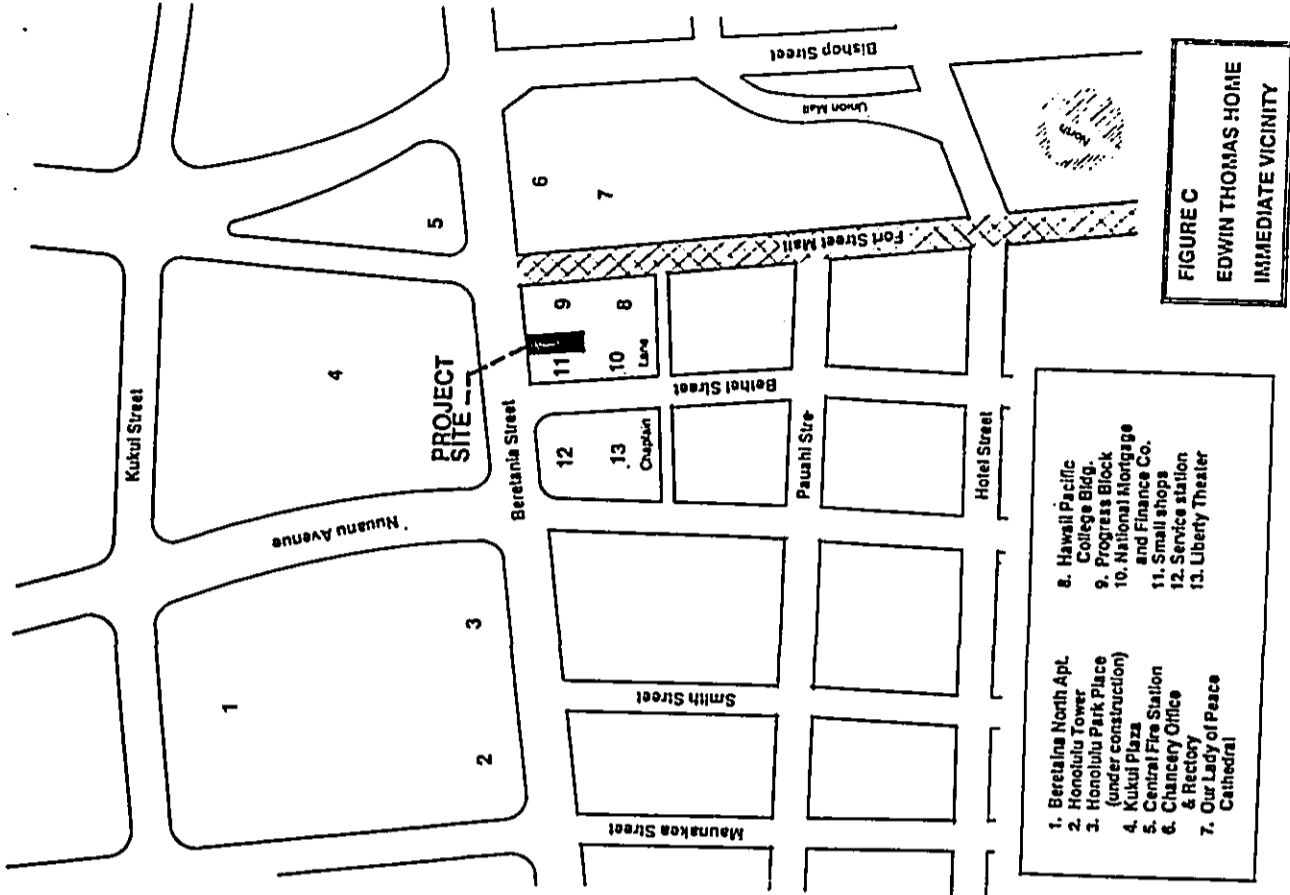 Kukui Street
Bishop Street
Union Mall
North
6
7
5
4
PROJECT
SITE
Fort Street Mall
9
8
11
10
Lane
Beretania Street
Bethel Street
12
13
Chaplain
Nuuanu Avenue
Pauahi Stre-
Hotel Street
3
1
2
Smith Street
Maunakea Street
1. Beretaina North Apt.
2. Honolulu Tower
3. Honolulu Park Place
(under construction)
4. Kukui Plaza
5. Central Fire Station
6. Chancery Office
& Rectory
7. Our Lady of Peace
Cathedral
8. Hawaii Pacific
College Bldg.
9. Progress Block
10. National Mortgage
and Finance Co.
11. Small shops
12. Service station
13. Liberty Theater
FIGURE C
EDWIN THOMAS HOME
IMMEDIATE VICINITY